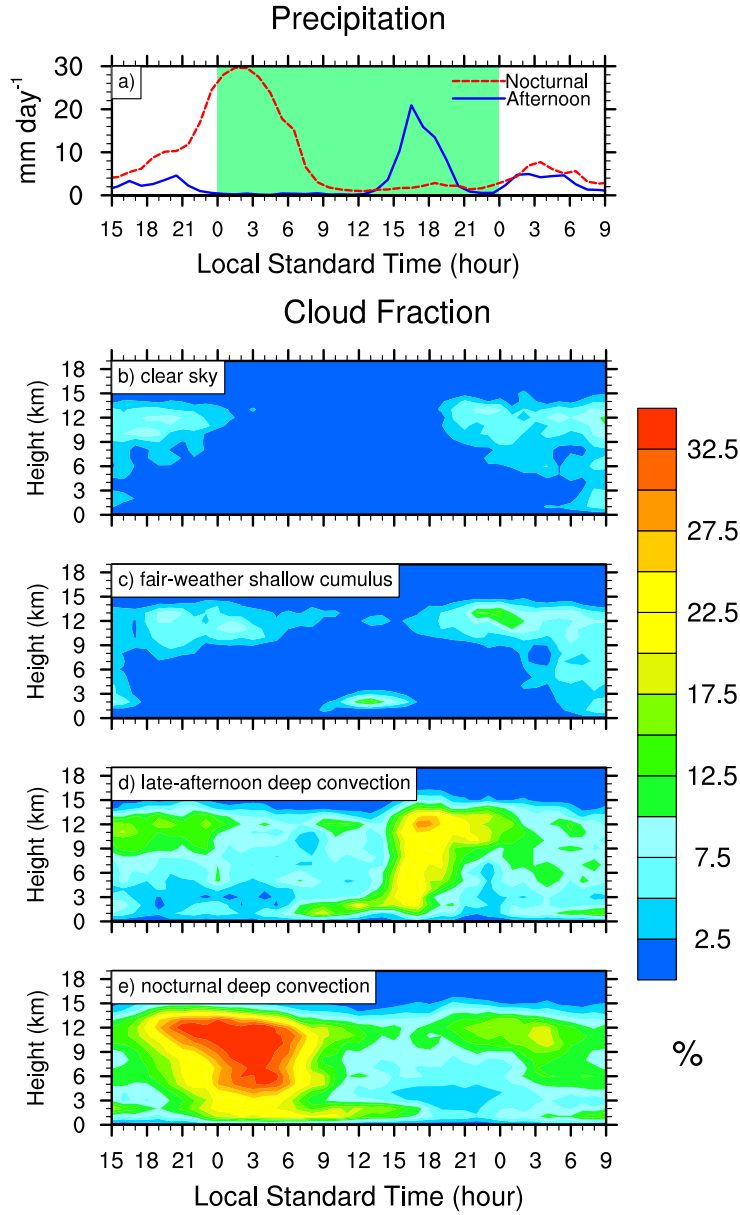 Precipitation
a)
Nocturnal
Afternoon
mm day-1
30
20
10
0
15 18 21 0 3 6 9 12 15 18 21 0 3 6 9
Local Standard Time (hour)
Cloud Fraction
b) clear sky
Height (km)
18
15
12
9
6
3
0
c) fair-weather shallow cumulus
Height (km)
18
15
12
9
6
3
0
d) late-afternoon deep convection
Height (km)
18
15
12
9
6
3
0
e) nocturnal deep convection
Height (km)
18
15
12
9
6
3
0
15 18 21 0 3 6 9 12 15 18 21 0 3 6 9
Local Standard Time (hour)
32.5
27.5
22.5
17.5
12.5
7.5
2.5
%